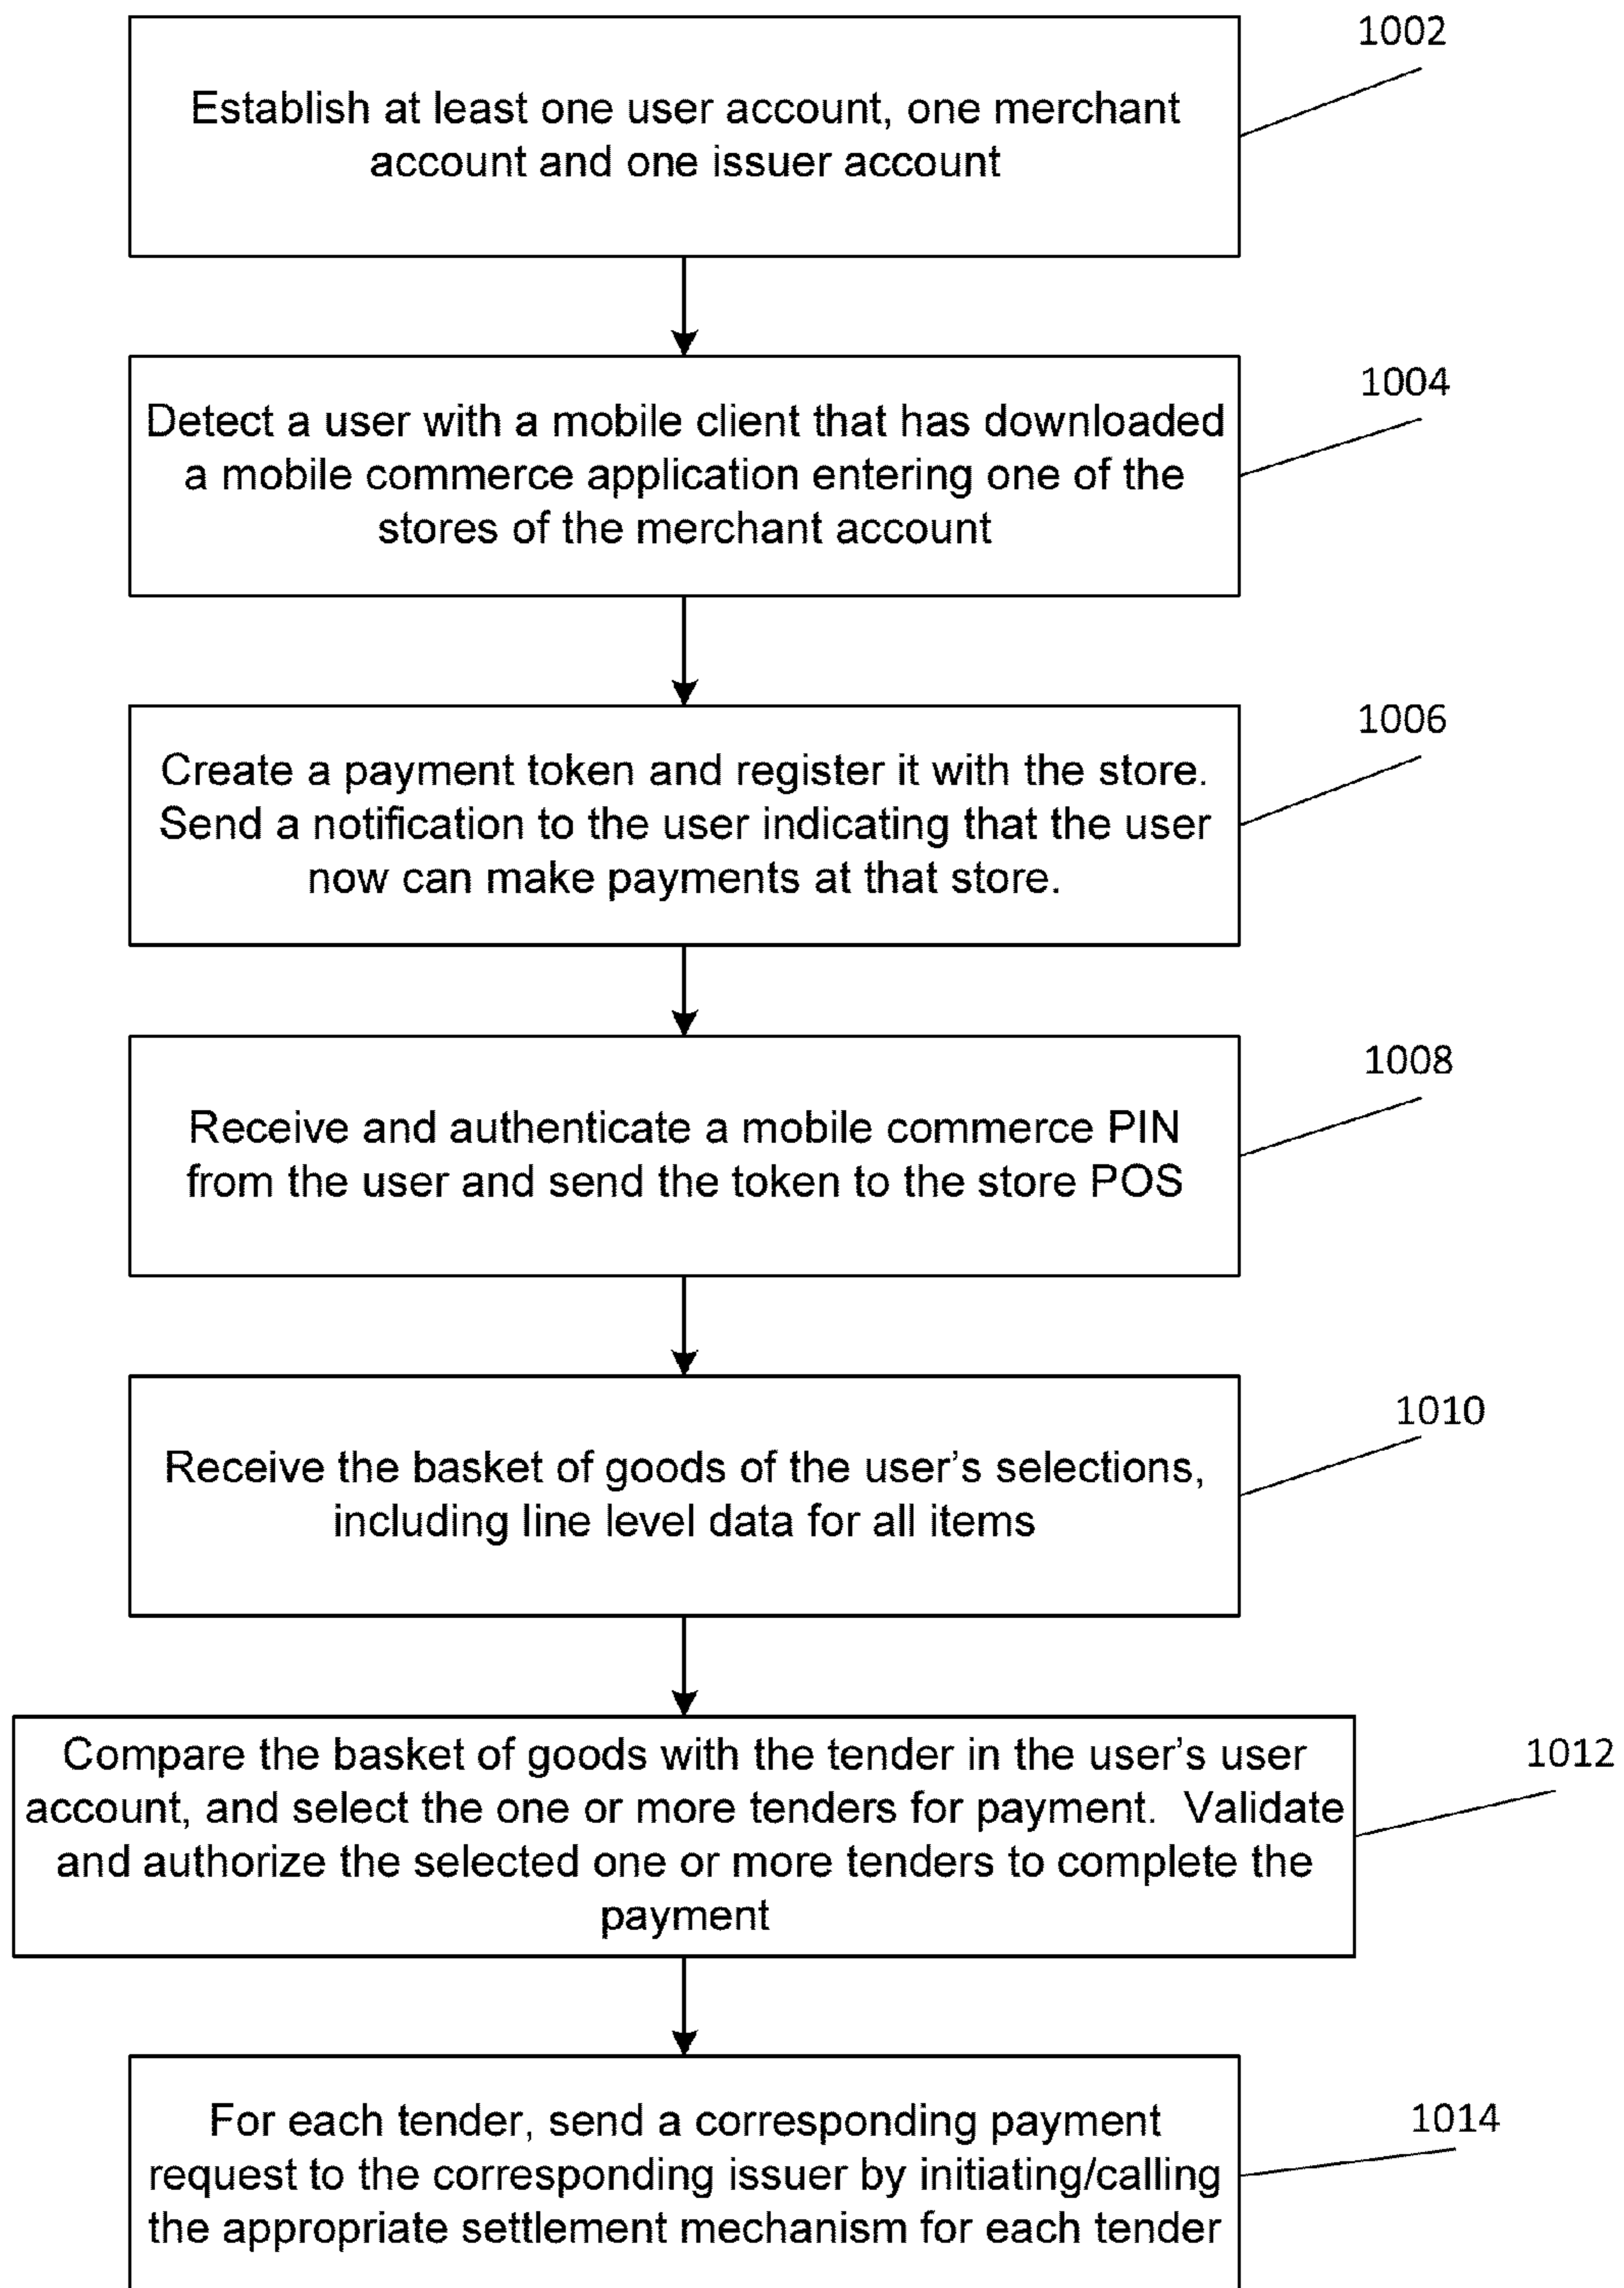 1002
Establish at least one user account, one merchant
account and one issuer account
1004
Detect a user with a mobile client that has downloaded
a mobile commerce application entering one of the
stores of the merchant account
1006
Create a payment token and register it with the store.
Send a notification to the user indicating that the user
now can make payments at that store.
1008
Receive and authenticate a mobile commerce PIN
from the user and send the token to the store POS
1010
Receive the basket of goods of the user's selections,
including line level data for all items
1012
Compare the basket of goods with the tender in the user's user
account, and select the one or more tenders for payment.  Validate
and authorize the selected one or more tenders to complete the
payment
1014
For each tender, send a corresponding payment
request to the corresponding issuer by initiating/calling
the appropriate settlement mechanism for each tender